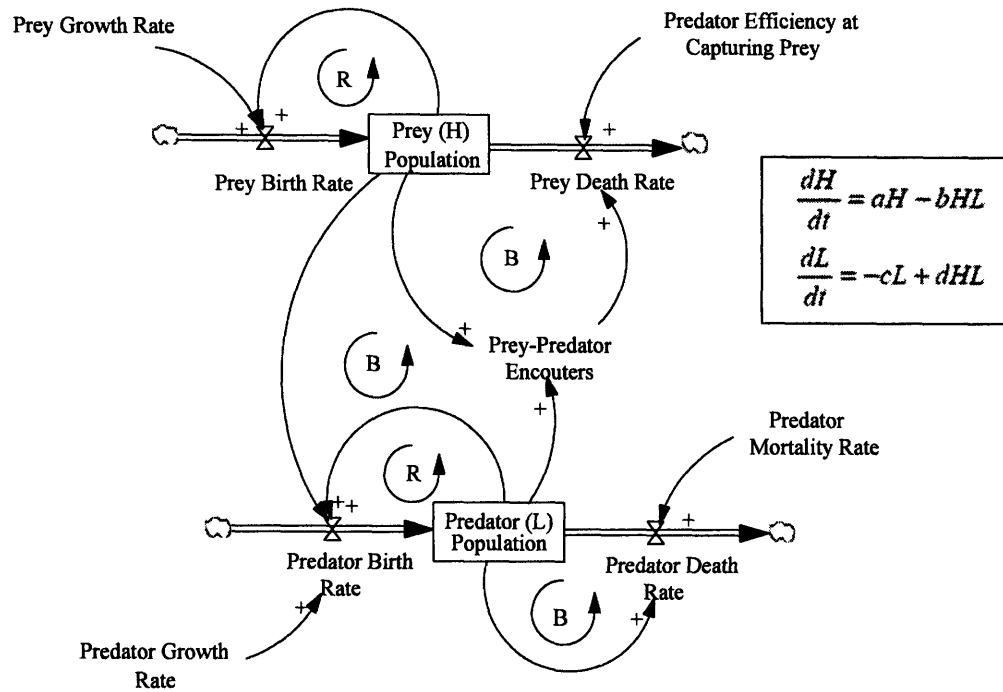 Prey Growth Rate
Predator Efficiency at
Capturing Prey
R
+
+
Prey (H)
Population
+
Prey Birth Rate
Prey Death Rate
+
B
dH/dt = aH − bHL
dL/dt = −cL + dHL
+
Prey-Predator
Encouters
B
+
Predator
Mortality Rate
R
++
Predator (L)
Population
+
Predator Birth
Rate
Predator Death
Rate
+
B
+
Predator Growth
Rate